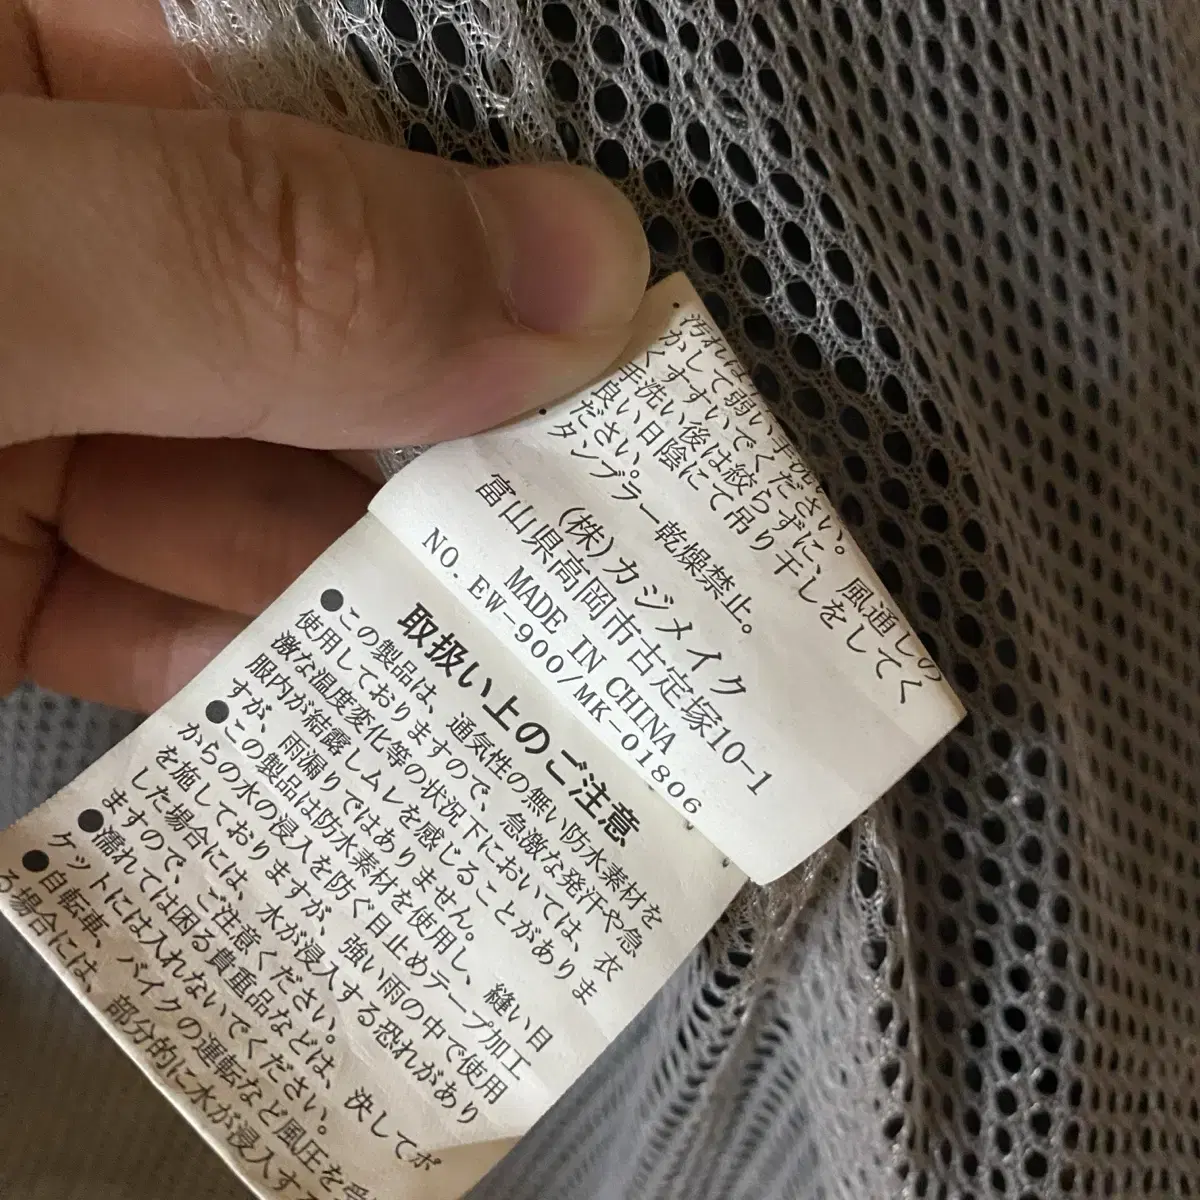 ・汚れは
かして弱い手洗い
くすすいでください。
手洗い後は絞らずに、風通しの
良い日陰にて吊り干しをしてく
ださい。
・タンブラー乾燥禁止。
(株)カジメイク
富山県高岡市古定塚10-1
MADE IN CHINA
NO. EW-900/MK-01806
取扱い上のご注意
●この製品は、通気性の無い防水素材を
使用しておりますので、急激な発汗や急
激な温度変化等の状況下においては、衣
服内が結露しムレを感じることがありま
すが、雨漏りではありません。
●この製品は防水素材を使用し、縫い目
からの水の浸入を防ぐ目止めテープ加工
を施しておりますが、強い雨の中で使用
した場合には、水が浸入する恐れがあり
ますので、ご注意ください。
●濡れては困る貴重品などは、決してポ
ケットには入れないでください。
●自転車、バイクの運転など風圧を受
る場合には、部分的に水が浸入する